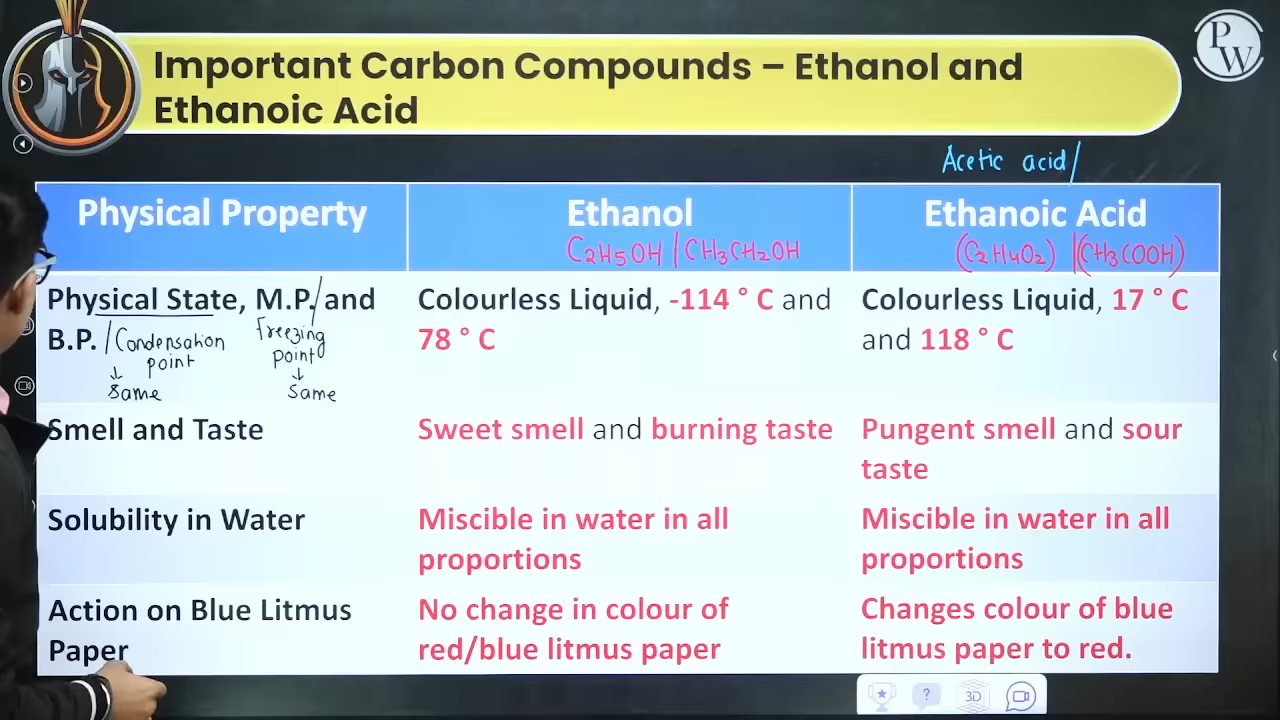 Important Carbon Compounds – Ethanol and
Ethanoic Acid
PW
Acetic acid/
Physical Property
Ethanol
C2H5OH | CH3CH2OH
Ethanoic Acid
(C2H4O2) | (CH3COOH)
Physical State, M.P./ and
B.P. / Condensation point
↓
Same
Freezing
point
↓
Same
Colourless Liquid, -114 ° C and
78 ° C
Colourless Liquid, 17 ° C
and 118 ° C
Smell and Taste
Sweet smell and burning taste
Pungent smell and sour
taste
Solubility in Water
Miscible in water in all
proportions
Miscible in water in all
proportions
Action on Blue Litmus
Paper
No change in colour of
red/blue litmus paper
Changes colour of blue
litmus paper to red.
?
3D